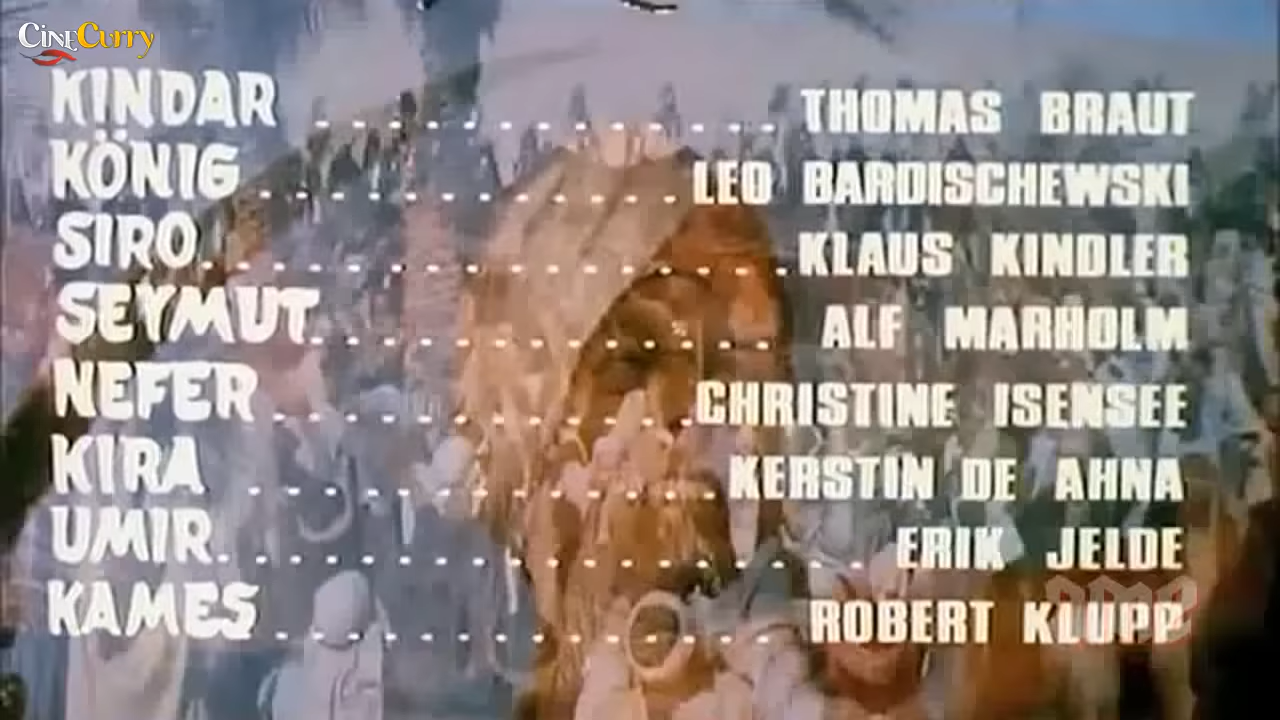 CineCurry
KINDAR . . . . . . . . . . . . . . . . . THOMAS BRAUT
KÖNIG . . . . . . . . . . . . . . . . LEO BARDISCHEWSKI
SIRO . . . . . . . . . . . . . . . . . . . . . . KLAUS KINDLER
SEYMUT . . . . . . . . . . . . . . . . . ALF MARHOLM
NEFER . . . . . . . . . . . . . . . . CHRISTINE ISENSEE
KIRA . . . . . . . . . . . . . . . . . . KERSTIN DE AHNA
UMIR . . . . . . . . . . . . . . . . . . . . . . . ERIK JELDE
KAMES . . . . . . . . . . . . . . . . . . ROBERT KLUPP